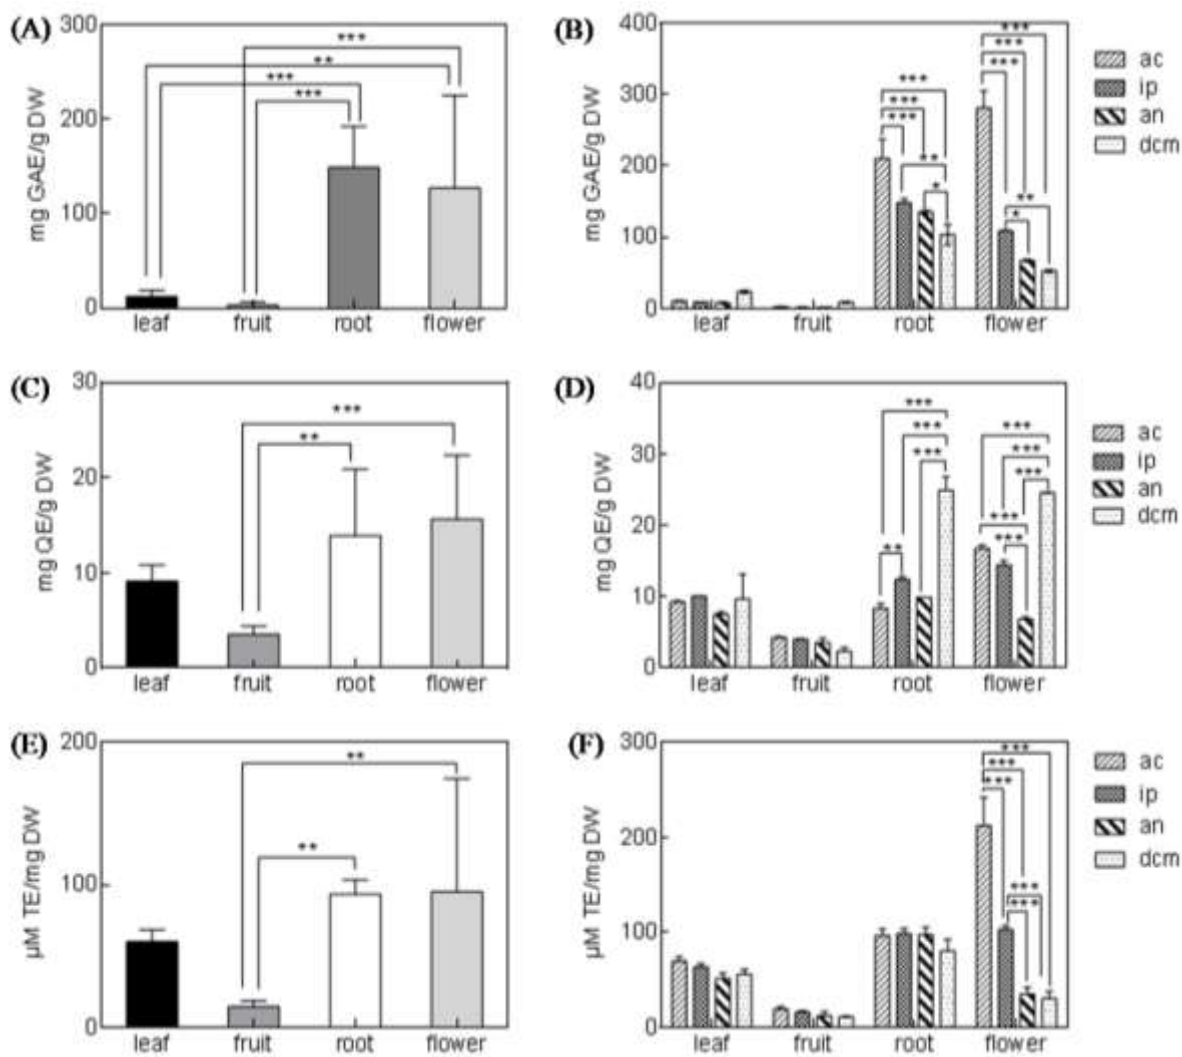 (A)
300
200
100
0
mg GAE/g DW
***
**
***
***
leaf fruit root flower
(B)
400
300
200
100
0
mg GAE/g DW
***
***
***
**
*
***
***
***
**
*
leaf fruit root flower
ac
ip
an
dcm
(C)
30
20
10
0
mg QE/g DW
***
**
leaf fruit root flower
(D)
40
30
20
10
0
mg QE/g DW
***
***
***
**
***
***
***
***
***
leaf fruit root flower
ac
ip
an
dcm
(E)
200
100
0
µM TE/mg DW
**
**
leaf fruit root flower
(F)
300
200
100
0
µM TE/mg DW
***
***
***
***
***
leaf fruit root flower
ac
ip
an
dcm